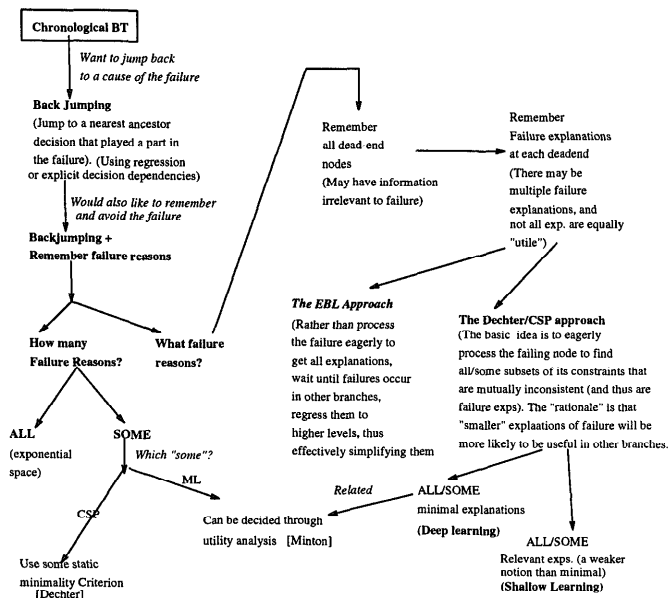 Chronological BT
Want to jump back
to a cause of the failure
Back Jumping
(Jump to a nearest ancestor
decision that played a part in
the failure). (Using regression
or explicit decision dependencies)
Would also like to remember
and avoid the failure
Backjumping +
Remember failure reasons
How many
Failure Reasons?
What failure
reasons?
ALL
(exponential
space)
SOME
Which "some"?
ML
CSP
Use some static
minimality Criterion
[Dechter]
Can be decided through
utility analysis [Minton]
Remember
all dead-end
nodes
(May have information
irrelevant to failure)
Remember
Failure explanations
at each deadend
(There may be
multiple failure
explanations, and
not all exp. are equally
"utile")
The EBL Approach
(Rather than process
the failure eagerly to
get all explanations,
wait until failures occur
in other branches,
regress them to
higher levels, thus
effectively simplifying them
The Dechter/CSP approach
(The basic idea is to eagerly
process the failing node to find
all/some subsets of its constraints that
are mutually inconsistent (and thus are
failure exps). The "rationale" is that
"smaller" explaations of failure will be
more likely to be useful in other branches.
Related
ALL/SOME
minimal explanations
(Deep learning)
ALL/SOME
Relevant exps. (a weaker
notion than minimal)
(Shallow Learning)